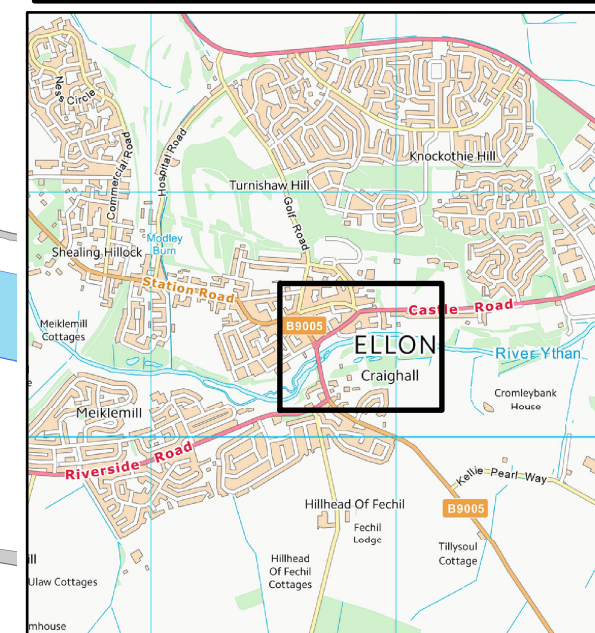 Ness Circle
Commercial Road
Hospital Road
Knockothie Hill
Turnishaw Hill
Golf Road
Shealing Hillock
Modley
Burn
Station Road
Castle Road
B9005
Meiklemill
Cottages
ELLON
River Ythan
Craighall
Cromleybank
House
Meiklemill
Riverside Road
Kellie Pearl Way
B9005
Hillhead Of Fechil
Fechil
Lodge
Tillysoul
Cottage
Hillhead
Of Fechil
Cottages
ill
Ulaw Cottages
mhouse